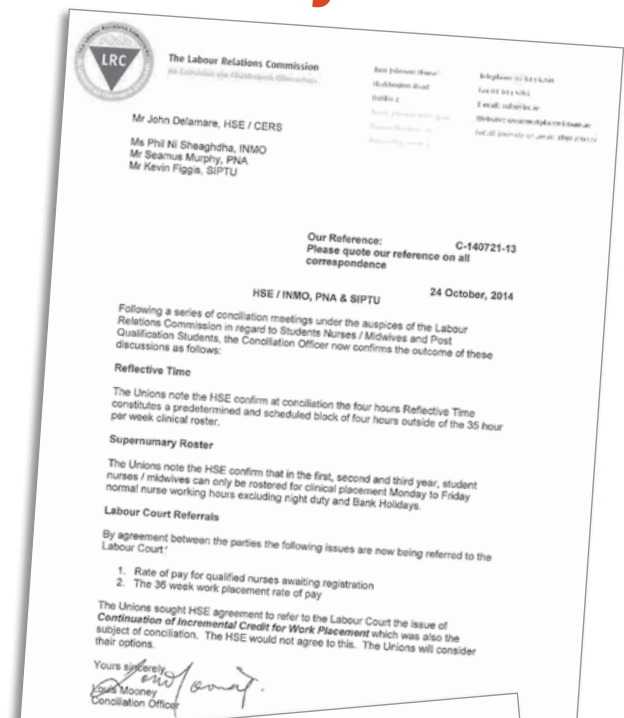 LRC
The Labour Relations Commission
Mr John Delamare, HSE / CERS
Ms Phil Ni Sheaghdha, INMO
Mr Seamus Murphy, PNA
Mr Kevin Figgis, SIPTU
Our Reference: C-140721-13
Please quote our reference on all
correspondence
24 October, 2014
HSE / INMO, PNA & SIPTU
Following a series of conciliation meetings under the auspices of the Labour
Relations Commission in regard to Students Nurses / Midwives and Post
Qualification Students, the Conciliation Officer now confirms the outcome of these
discussions as follows:
Reflective Time
The Unions note the HSE confirm at conciliation the four hours Reflective Time
constitutes a predetermined and scheduled block of four hours outside of the 35 hour
per week clinical roster.
Supernumary Roster
The Unions note the HSE confirm that in the first, second and third year, student
nurses / midwives can only be rostered for clinical placement Monday to Friday
normal nurse working hours excluding night duty and Bank Holidays.
Labour Court Referrals
By agreement between the parties the following issues are now being referred to the
Labour Court:
1. Rate of pay for qualified nurses awaiting registration
2. The 36 week work placement rate of pay
The Unions sought HSE agreement to refer to the Labour Court the issue of
Continuation of Incremental Credit for Work Placement which was also the
subject of conciliation. The HSE would not agree to this. The Unions will consider
their options.
Yours sincerely
Louis Mooney
Conciliation Officer